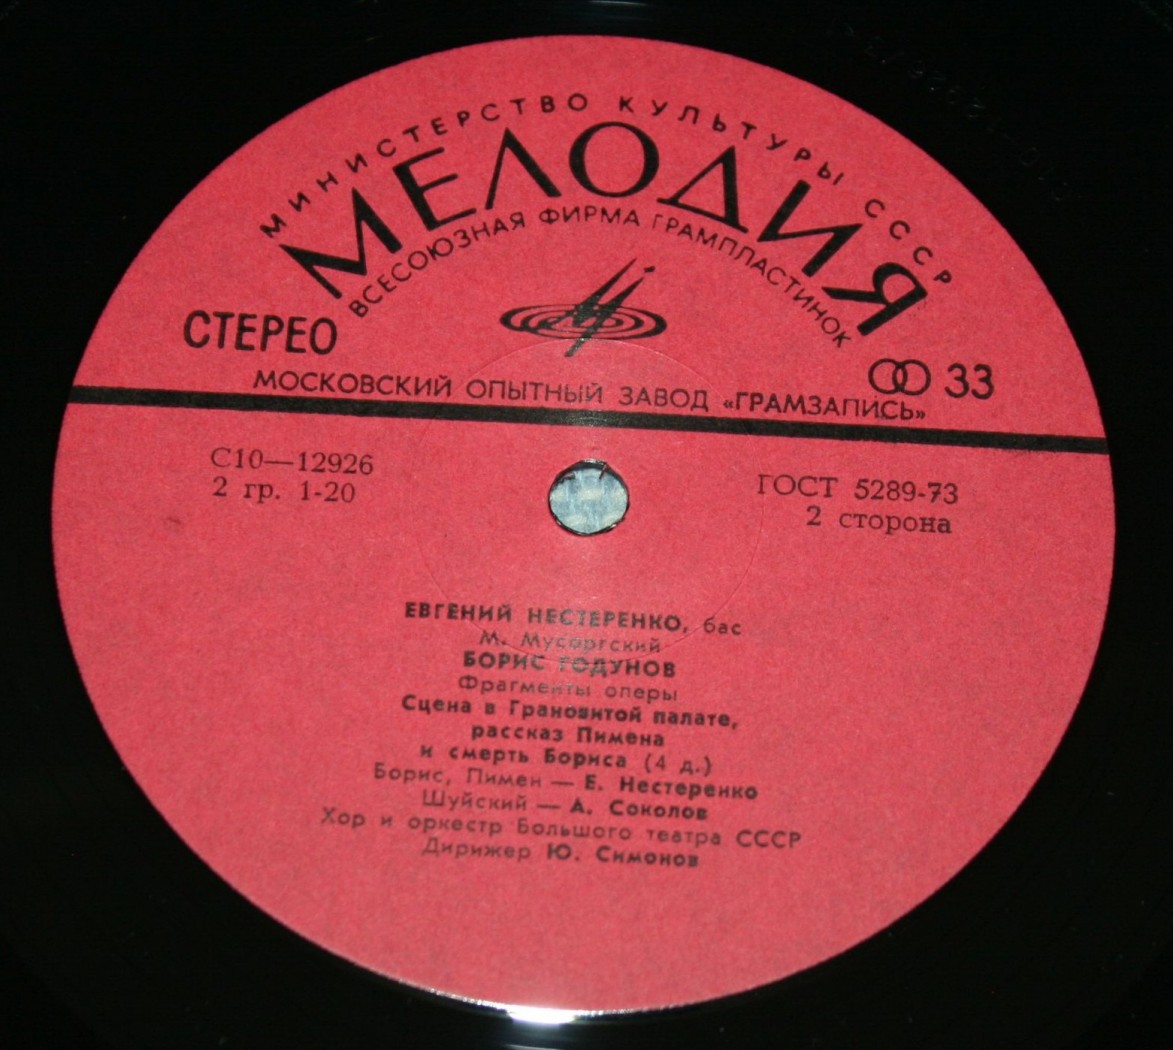 МИНИСТЕРСТВО КУЛЬТУРЫ СССР
МЕЛОДИЯ
ВСЕСОЮЗНАЯ ФИРМА ГРАМПЛАСТИНОК
СТЕРЕО
33
МОСКОВСКИЙ ОПЫТНЫЙ ЗАВОД «ГРАМЗАПИСЬ»
С10—12926
2 гр. 1-20
ГОСТ 5289-73
2 сторона
ЕВГЕНИЙ НЕСТЕРЕНКО, бас
М. Мусоргский
БОРИС ГОДУНОВ
Фрагменты оперы
Сцена в Грановитой палате,
рассказ Пимена
и смерть Бориса (4 д.)
Борис, Пимен — Е. Нестеренко
Шуйский — А. Соколов
Хор и оркестр Большого театра СССР
Дирижер Ю. Симонов